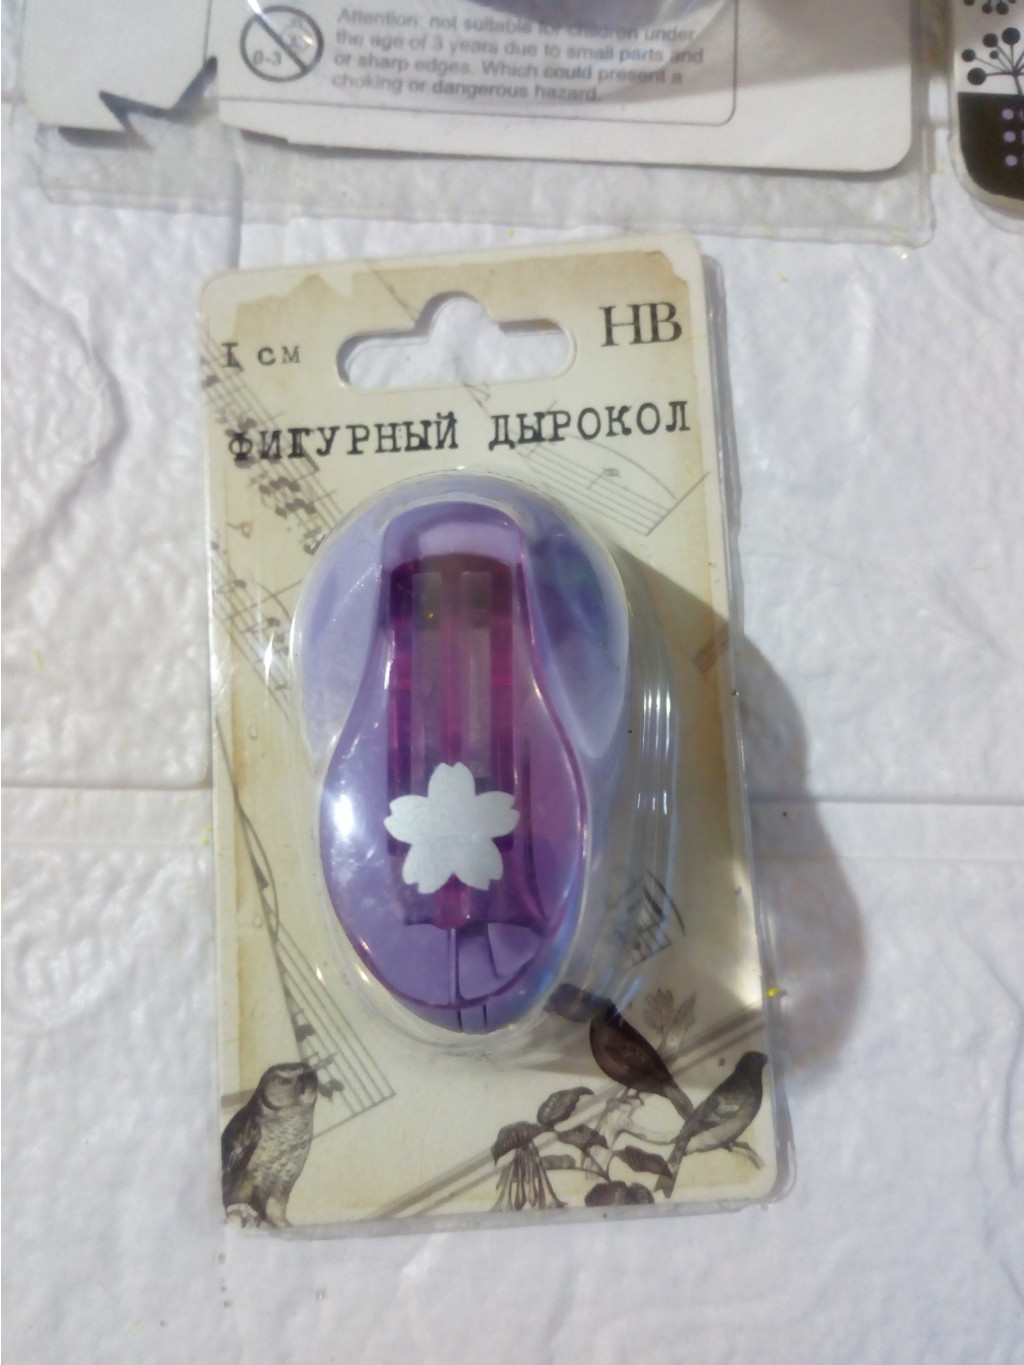 0-3
Attention: not suitable for children under
the age of 3 years due to small parts and
or sharp edges. Which could present a
choking or dangerous hazard.
1 см
HB
ФИГУРНЫЙ ДЫРОКОЛ